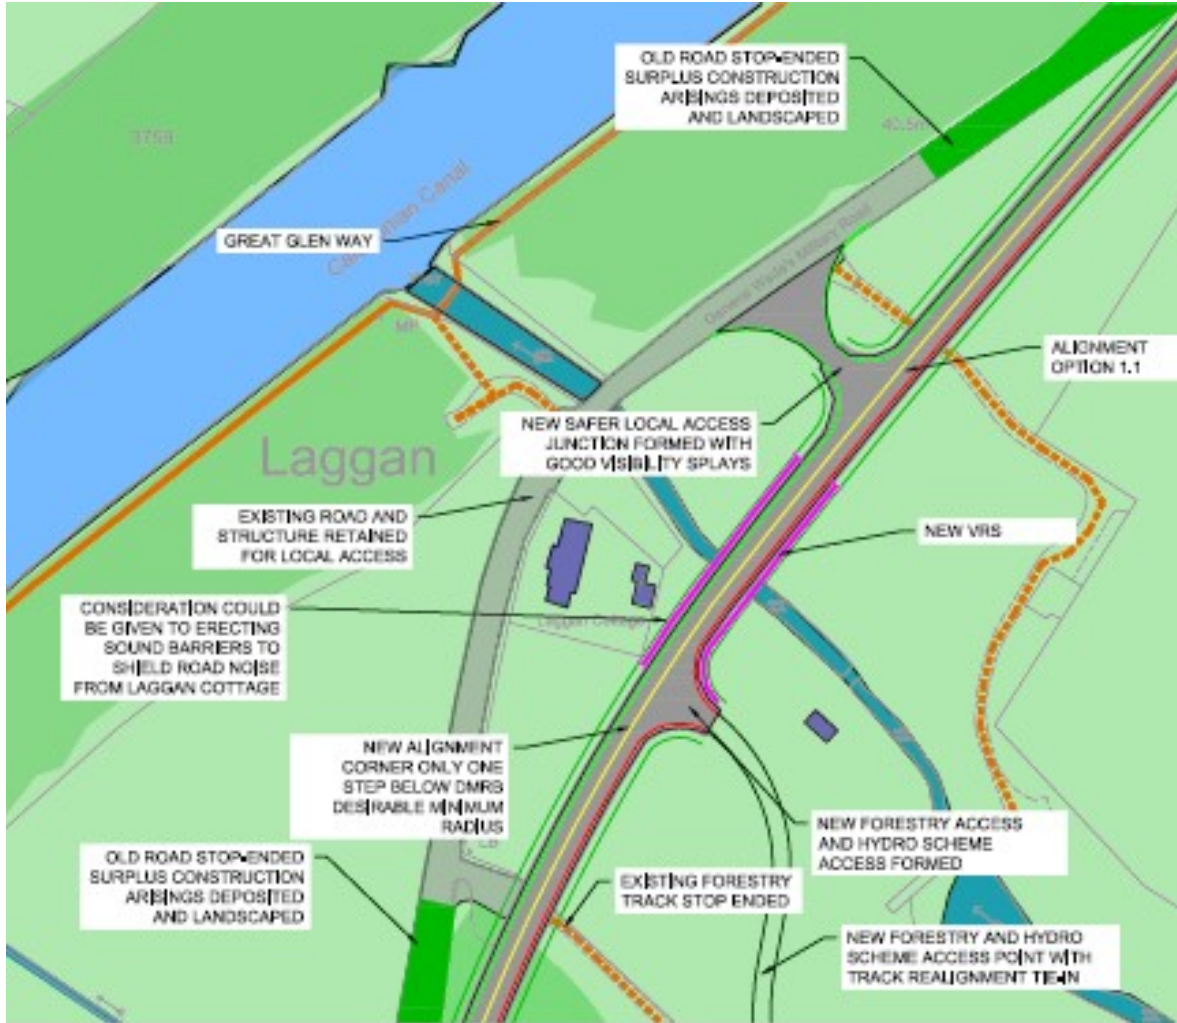 OLD ROAD STOP-ENDED
SURPLUS CONSTRUCTION
ARISINGS DEPOSITED
AND LANDSCAPED
3759
40.5m
Caledonian Canal
GREAT GLEN WAY
General Wade's Military Road
MP
ALIGNMENT
OPTION 1.1
NEW SAFER LOCAL ACCESS
JUNCTION FORMED WITH
GOOD VISIBILITY SPLAYS
Laggan
EXISTING ROAD AND
STRUCTURE RETAINED
FOR LOCAL ACCESS
NEW VRS
CONSIDERATION COULD
BE GIVEN TO ERECTING
SOUND BARRIERS TO
SHIELD ROAD NOISE
FROM LAGGAN COTTAGE
Laggan Cottage
NEW ALIGNMENT
CORNER ONLY ONE
STEP BELOW DMRB
DESIRABLE MINIMUM
RADIUS
NEW FORESTRY ACCESS
AND HYDRO SCHEME
ACCESS FORMED
OLD ROAD STOP-ENDED
SURPLUS CONSTRUCTION
ARISINGS DEPOSITED
AND LANDSCAPED
EXISTING FORESTRY
TRACK STOP ENDED
NEW FORESTRY AND HYDRO
SCHEME ACCESS POINT WITH
TRACK REALIGNMENT TIE-IN